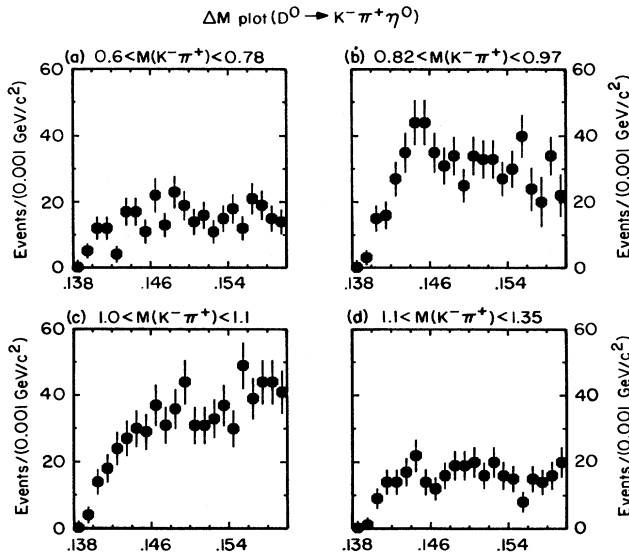 ΔM plot (D⁰ → K⁻π⁺η⁰)
(a) 0.6<M(K⁻π⁺)<0.78
(b) 0.82<M(K⁻π⁺)<0.97
60
40
20
0
Events/(0.001 GeV/c²)
.138 .146 .154
60
40
20
0
Events/(0.001 GeV/c²)
.138 .146 .154
(c) 1.0<M(K⁻π⁺)<1.1
(d) 1.1<M(K⁻π⁺)<1.35
60
40
20
0
Events/(0.001 GeV/c²)
.138 .146 .154
60
40
20
0
Events/(0.001 GeV/c²)
.138 .146 .154